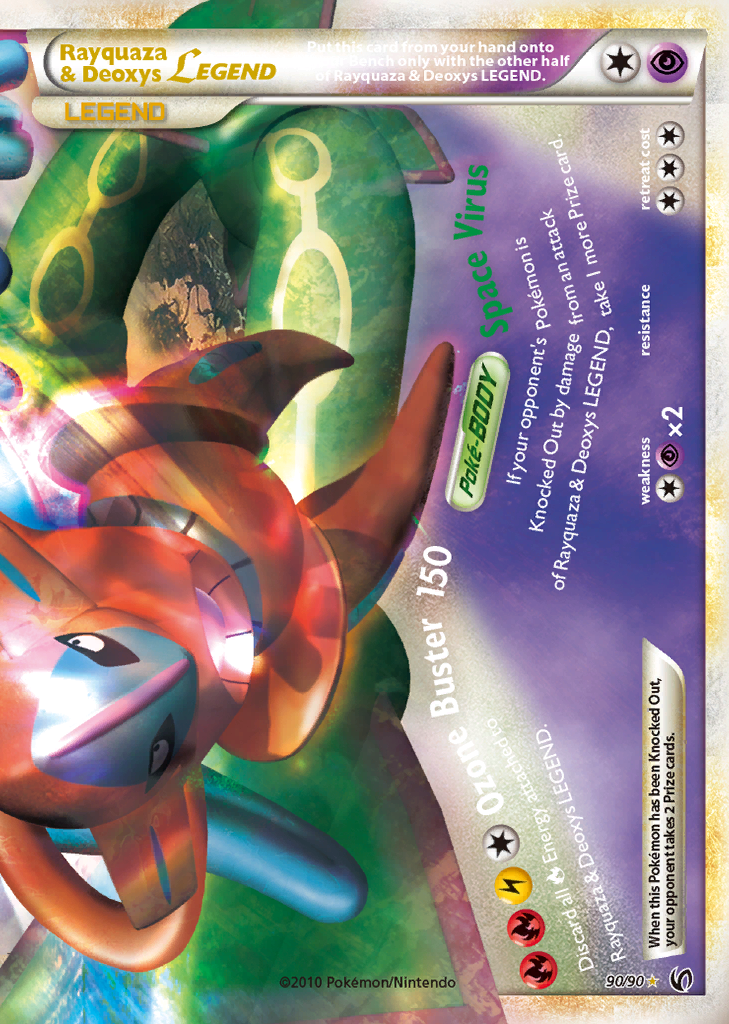 Rayquaza
& Deoxys LEGEND
Put this card from your hand onto
Bench only with the other half
of Rayquaza & Deoxys LEGEND.
LEGEND
Poké-BODY Space Virus
If your opponent's Pokémon is
Knocked Out by damage from an attack
of Rayquaza & Deoxys LEGEND, take 1 more Prize card.
Ozone Buster 150
Discard all Energy attached to
Rayquaza & Deoxys LEGEND.
weakness
×2
resistance
retreat cost
When this Pokémon has been Knocked Out,
your opponent takes 2 Prize cards.
©2010 Pokémon/Nintendo
90/90